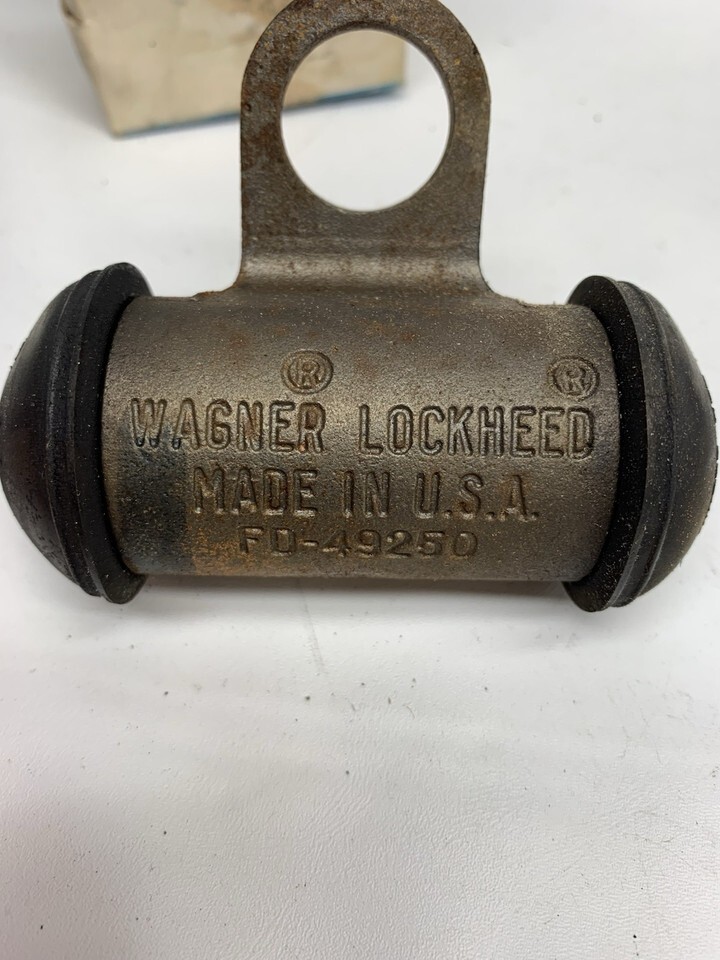 ® ®
WAGNER LOCKHEED
MADE IN U.S.A.
FD-49250